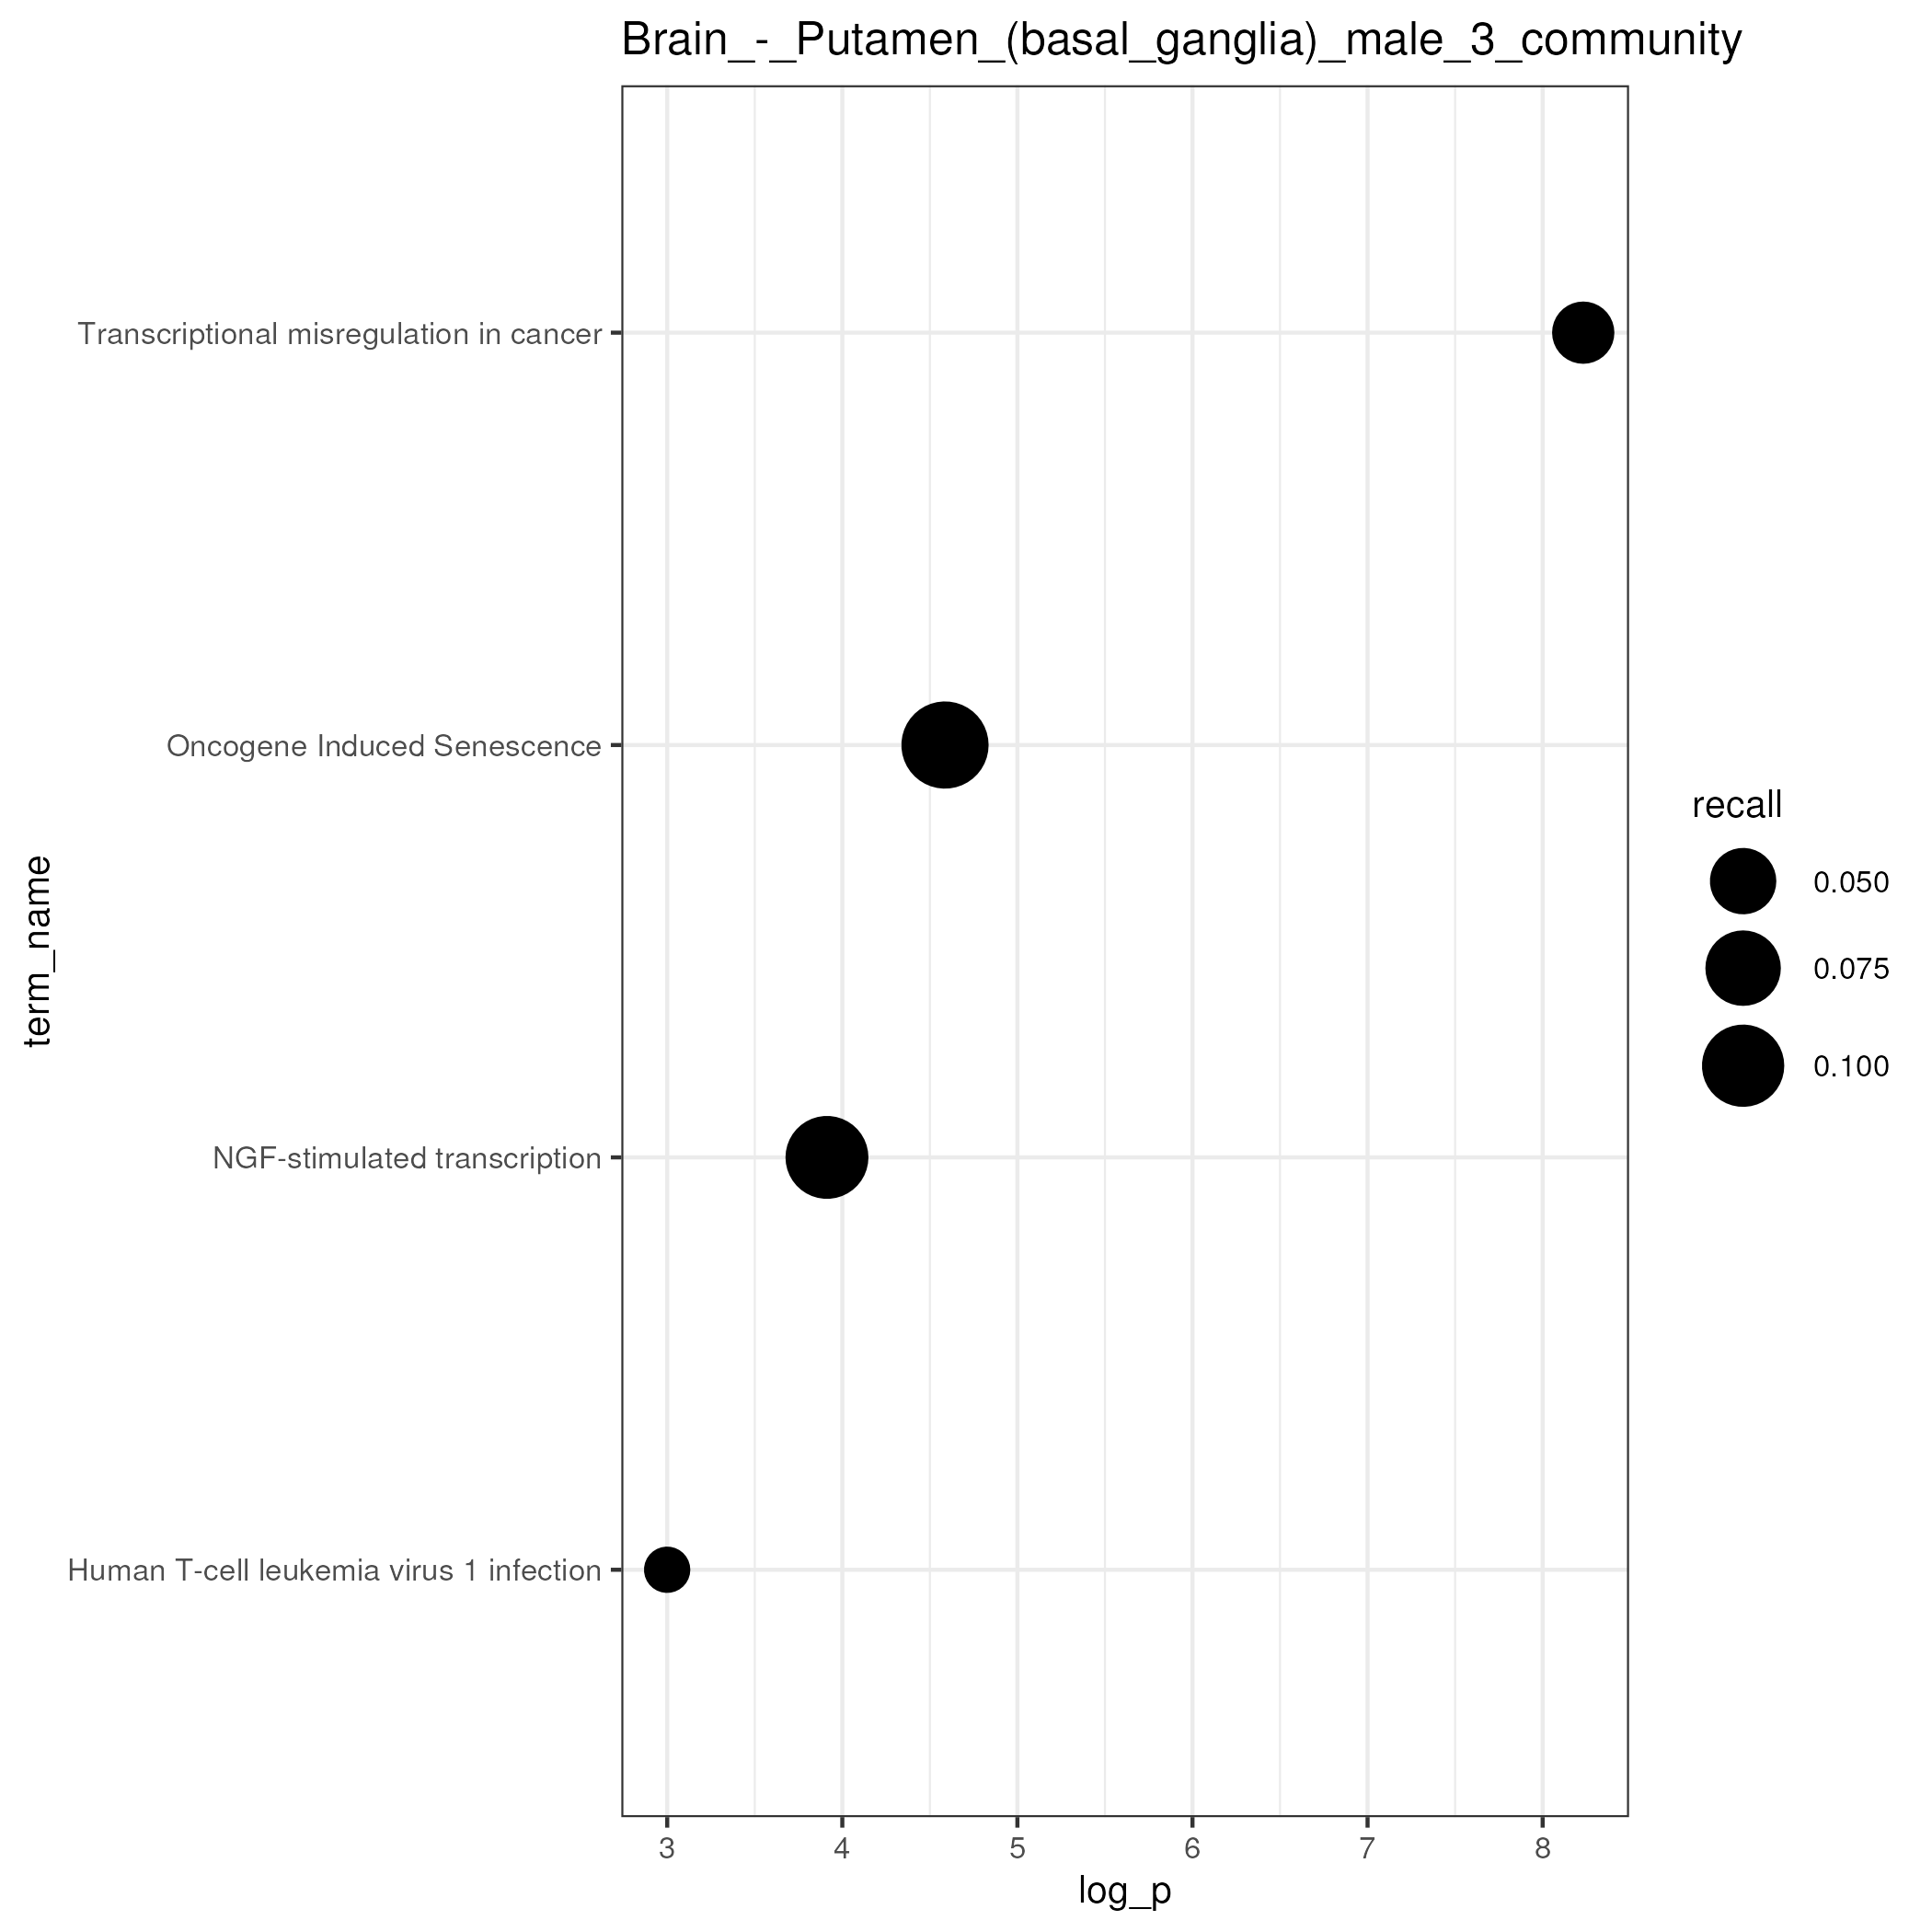 Brain_-_Putamen_(basal_ganglia)_male_3_community
Transcriptional misregulation in cancer
Oncogene Induced Senescence
NGF-stimulated transcription
Human T-cell leukemia virus 1 infection
term_name
3 4 5 6 7 8
log_p
recall
0.050
0.075
0.100